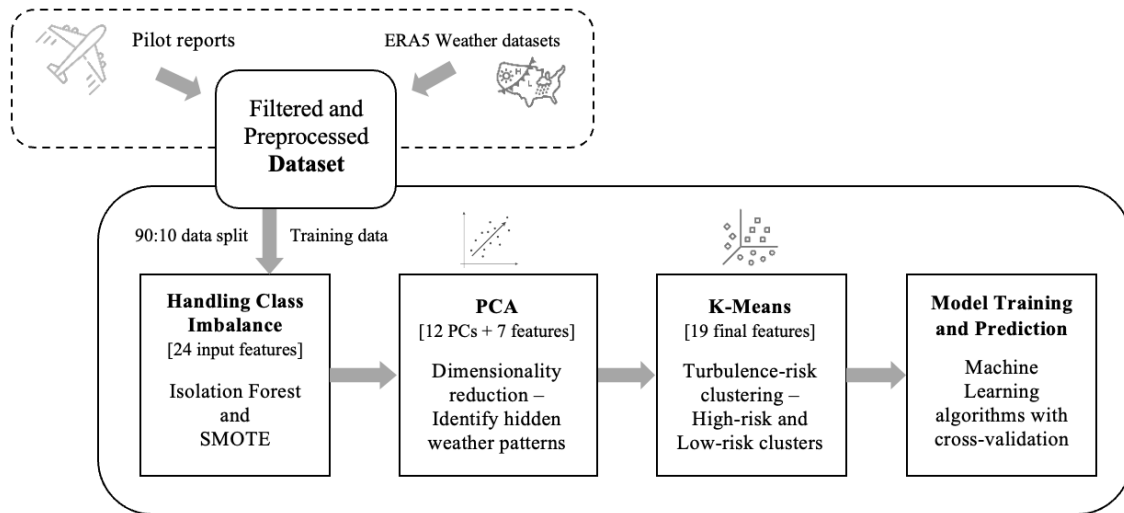 Pilot reports
ERA5 Weather datasets
H
L
Filtered and
Preprocessed
Dataset
90:10 data split
Training data
Handling Class
Imbalance
[24 input features]
Isolation Forest
and
SMOTE
PCA
[12 PCs + 7 features]
Dimensionality
reduction –
Identify hidden
weather patterns
K-Means
[19 final features]
Turbulence-risk
clustering –
High-risk and
Low-risk clusters
Model Training
and Prediction
Machine
Learning
algorithms with
cross-validation